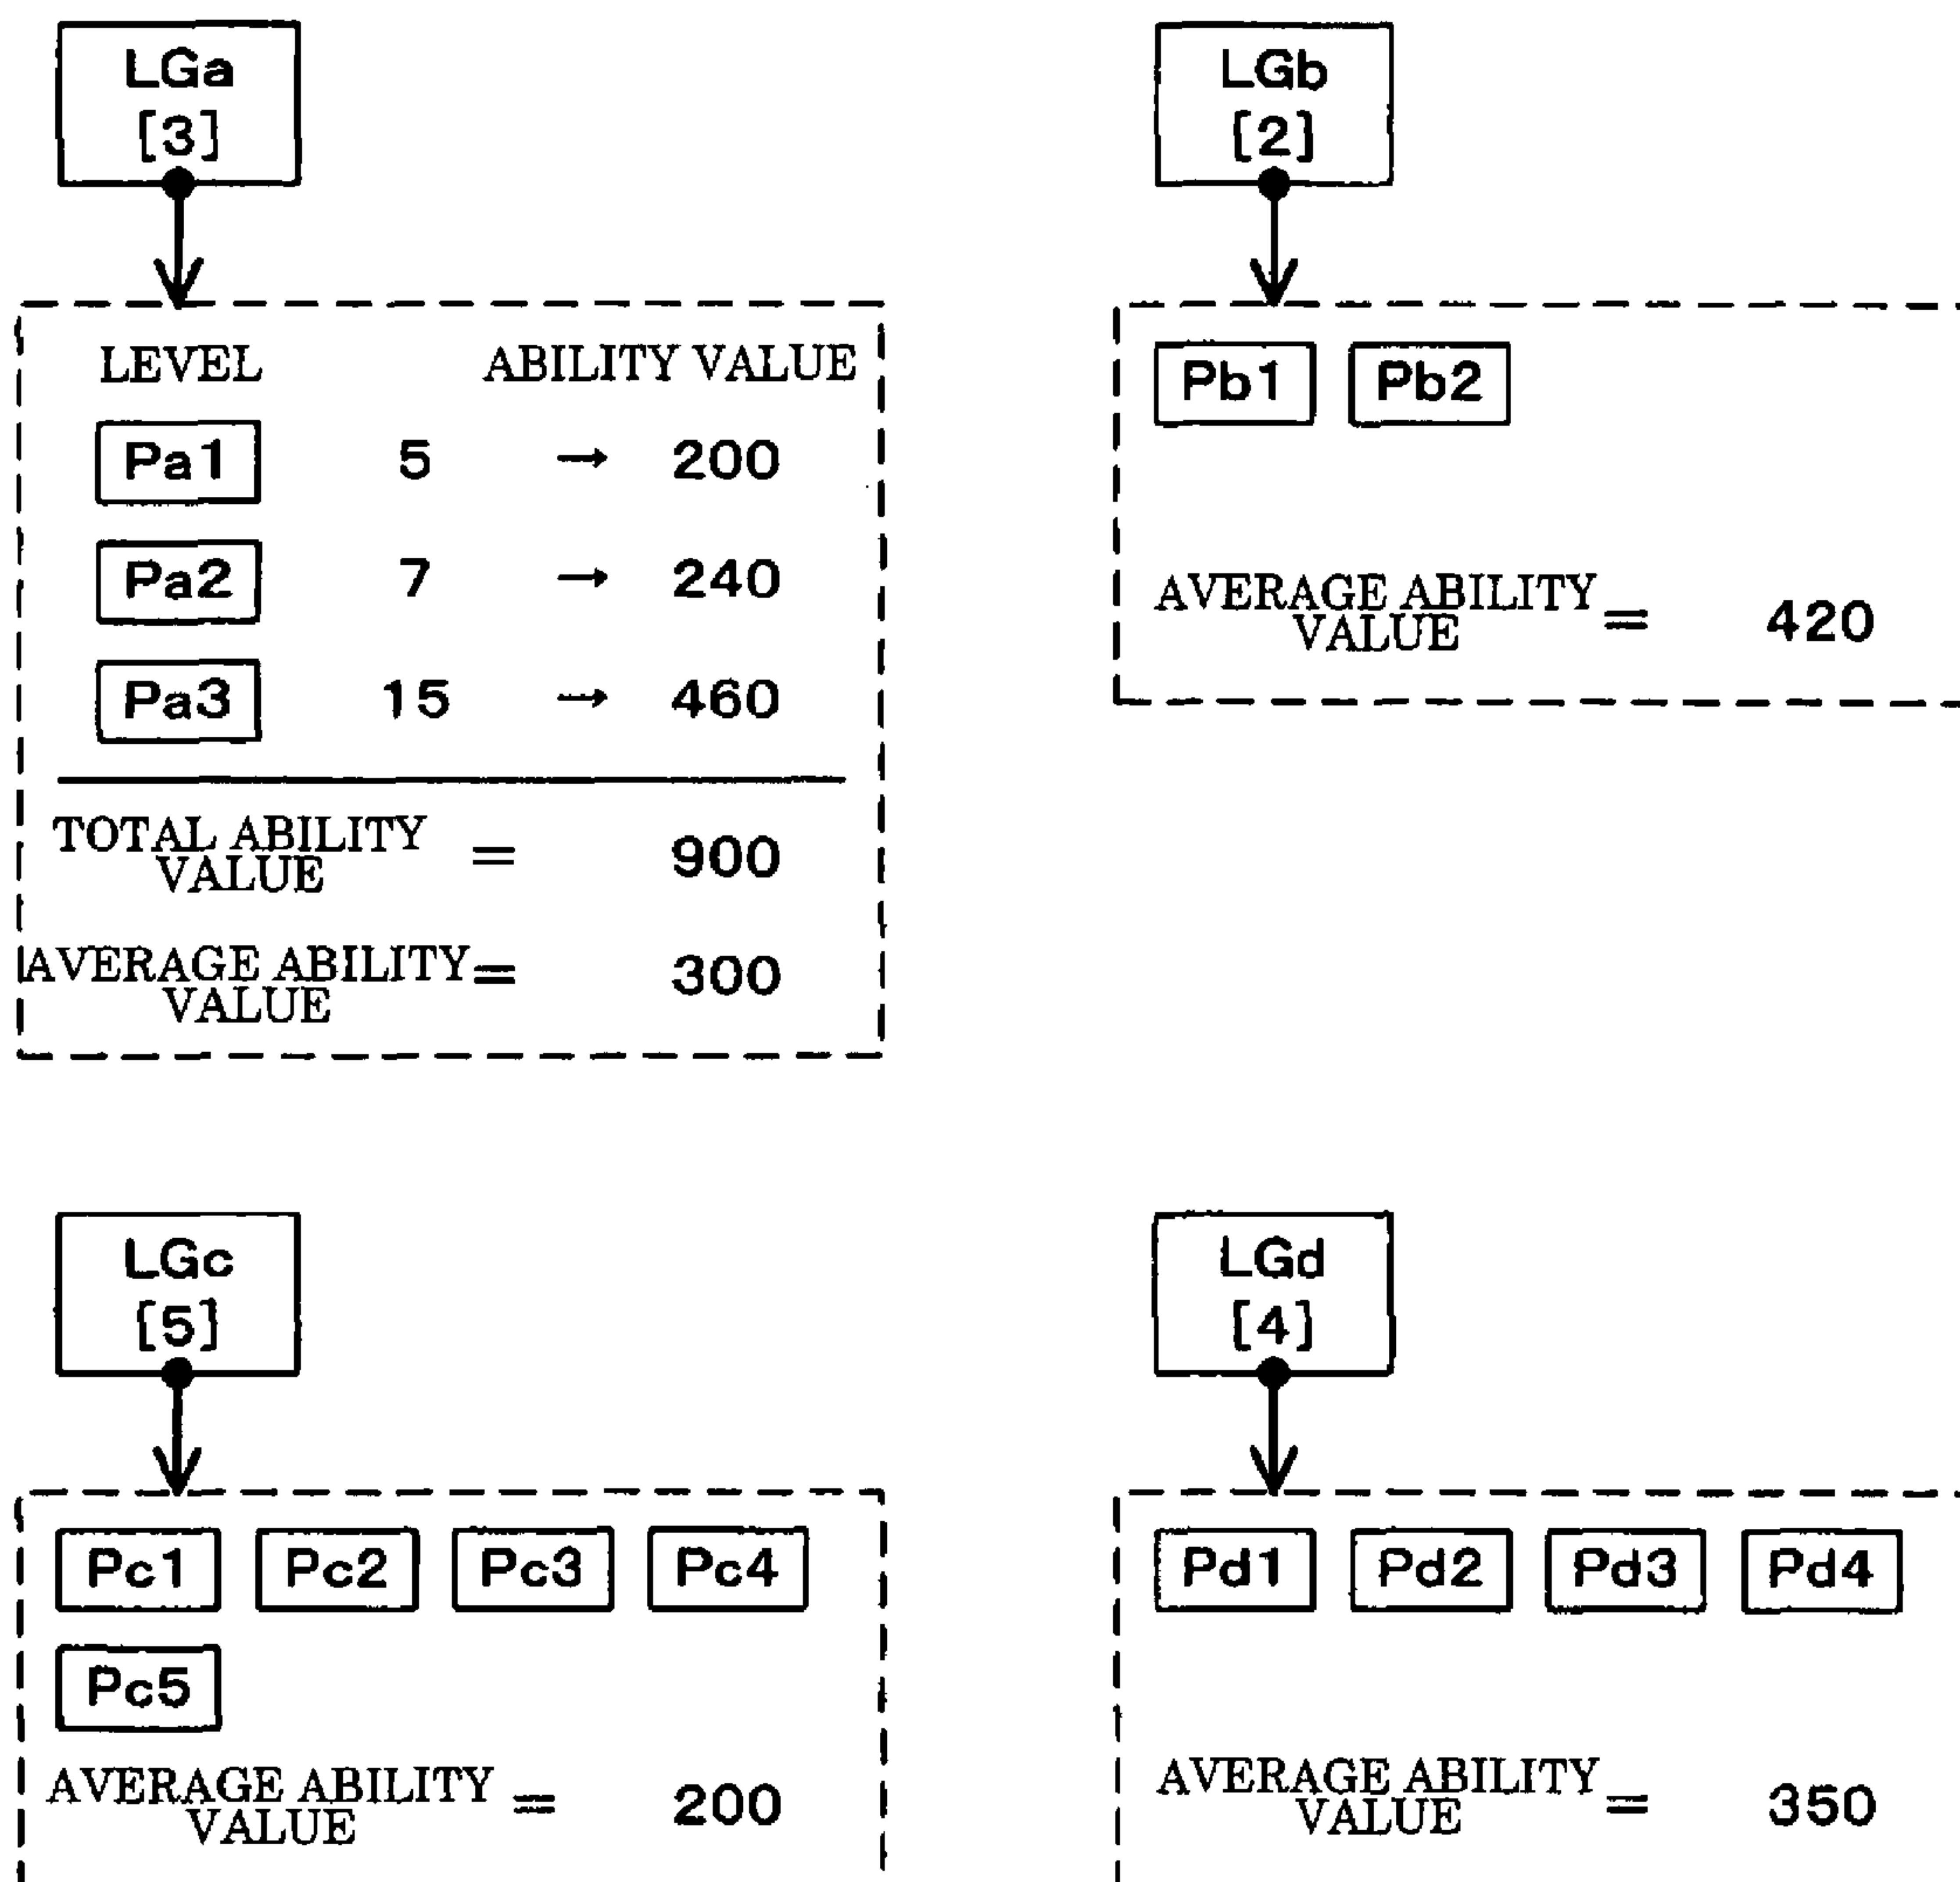 LGa
[3]
LEVEL ABILITY VALUE
Pa1 5 → 200
Pa2 7 → 240
Pa3 15 → 460
TOTAL ABILITY
VALUE = 900
AVERAGE ABILITY
VALUE = 300
LGb
[2]
Pb1 Pb2
AVERAGE ABILITY
VALUE = 420
LGc
[5]
Pc1 Pc2 Pc3 Pc4
Pc5
AVERAGE ABILITY
VALUE = 200
LGd
[4]
Pd1 Pd2 Pd3 Pd4
AVERAGE ABILITY
VALUE = 350